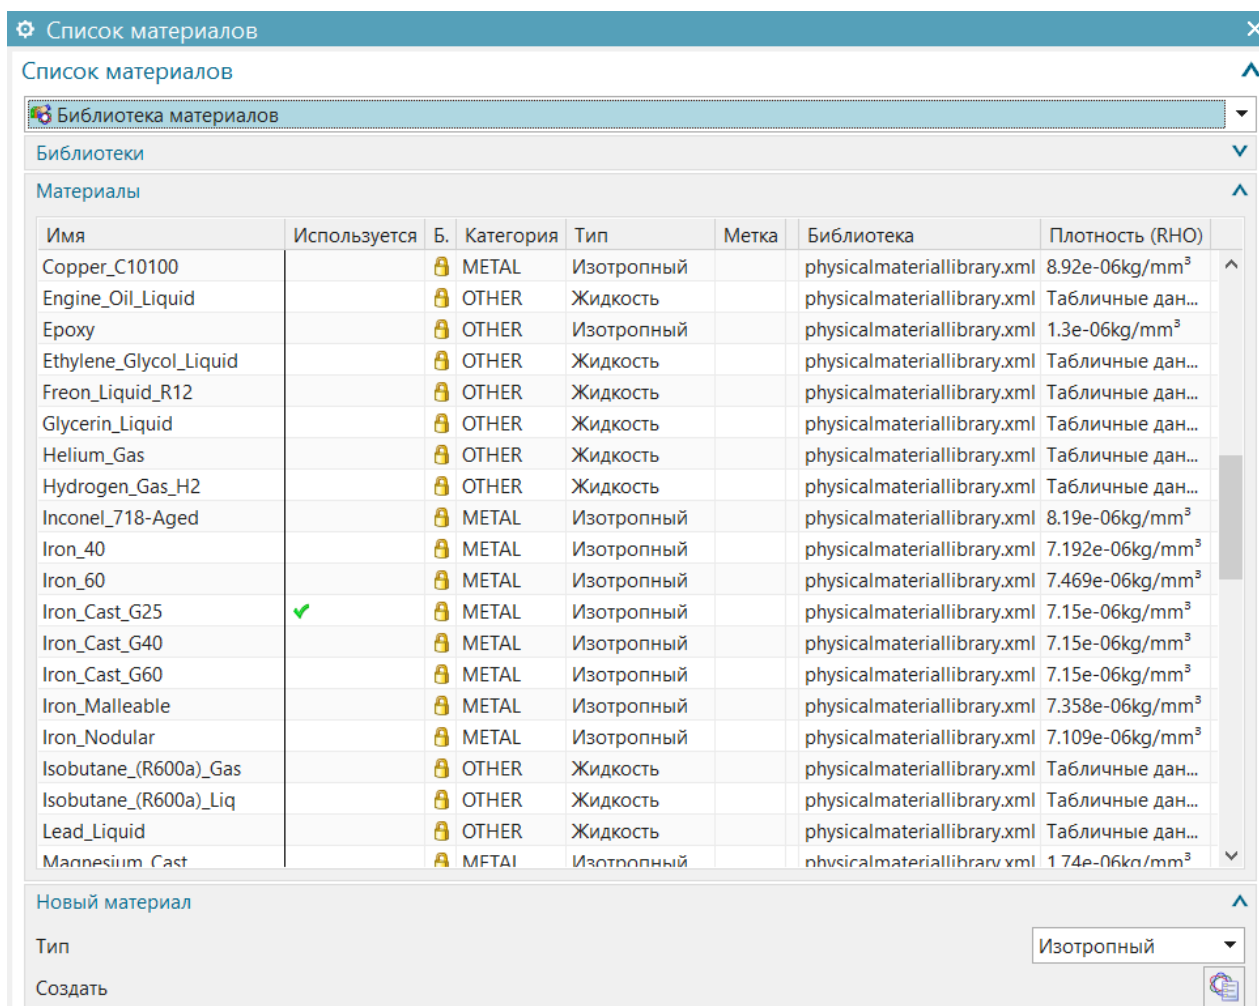 Список материалов
Список материалов
Библиотека материалов
Библиотеки
Материалы
Имя Используется Б. Категория Тип Метка Библиотека Плотность (RHO)
Copper_C10100 METAL Изотропный physicalmateriallibrary.xml 8.92e-06kg/mm³
Engine_Oil_Liquid OTHER Жидкость physicalmateriallibrary.xml Табличные дан...
Epoxy OTHER Изотропный physicalmateriallibrary.xml 1.3e-06kg/mm³
Ethylene_Glycol_Liquid OTHER Жидкость physicalmateriallibrary.xml Табличные дан...
Freon_Liquid_R12 OTHER Жидкость physicalmateriallibrary.xml Табличные дан...
Glycerin_Liquid OTHER Жидкость physicalmateriallibrary.xml Табличные дан...
Helium_Gas OTHER Жидкость physicalmateriallibrary.xml Табличные дан...
Hydrogen_Gas_H2 OTHER Жидкость physicalmateriallibrary.xml Табличные дан...
Inconel_718-Aged METAL Изотропный physicalmateriallibrary.xml 8.19e-06kg/mm³
Iron_40 METAL Изотропный physicalmateriallibrary.xml 7.192e-06kg/mm³
Iron_60 METAL Изотропный physicalmateriallibrary.xml 7.469e-06kg/mm³
Iron_Cast_G25 METAL Изотропный physicalmateriallibrary.xml 7.15e-06kg/mm³
Iron_Cast_G40 METAL Изотропный physicalmateriallibrary.xml 7.15e-06kg/mm³
Iron_Cast_G60 METAL Изотропный physicalmateriallibrary.xml 7.15e-06kg/mm³
Iron_Malleable METAL Изотропный physicalmateriallibrary.xml 7.358e-06kg/mm³
Iron_Nodular METAL Изотропный physicalmateriallibrary.xml 7.109e-06kg/mm³
Isobutane_(R600a)_Gas OTHER Жидкость physicalmateriallibrary.xml Табличные дан...
Isobutane_(R600a)_Liq OTHER Жидкость physicalmateriallibrary.xml Табличные дан...
Lead_Liquid OTHER Жидкость physicalmateriallibrary.xml Табличные дан...
Magnesium_Cast METAL Изотропный physicalmateriallibrary.xml 1.74e-06kg/mm³
Новый материал
Тип Изотропный
Создать